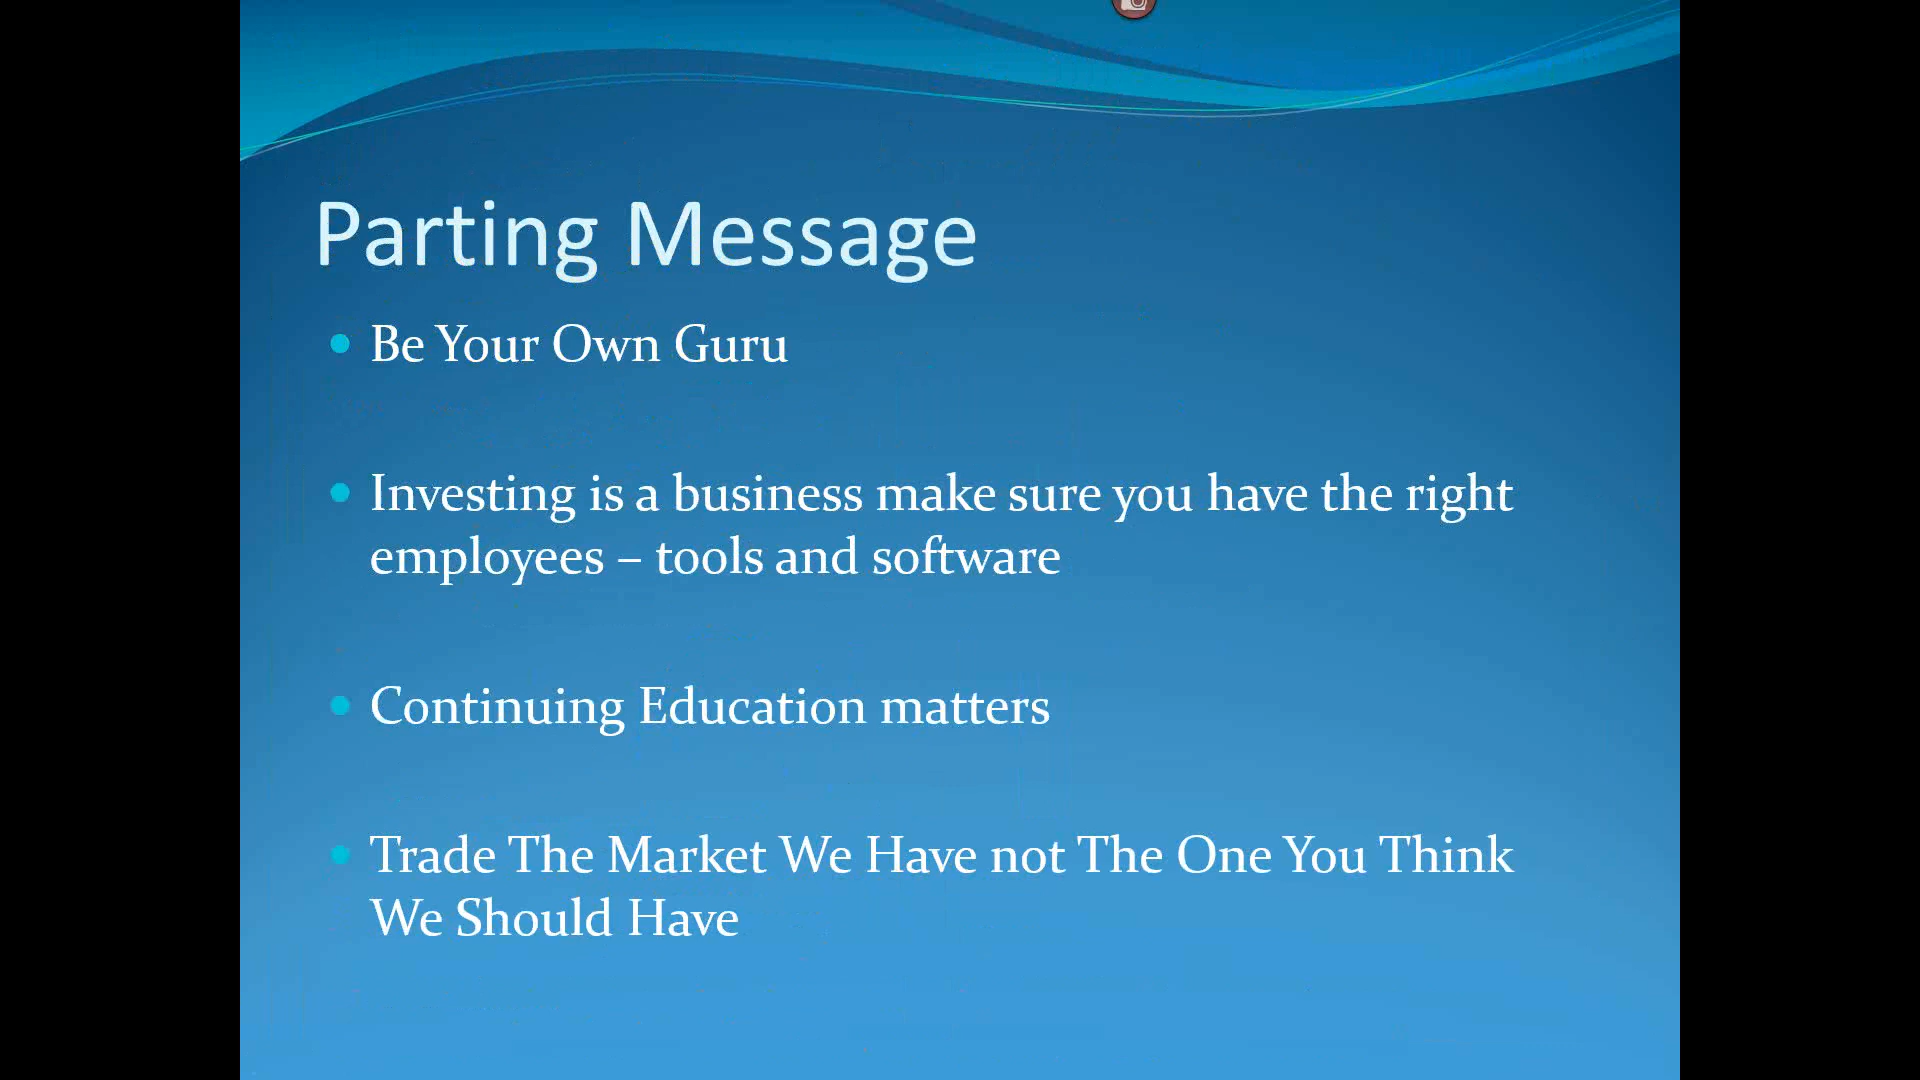 Parting Message
Be Your Own Guru
Investing is a business make sure you have the right
employees – tools and software
Continuing Education matters
Trade The Market We Have not The One You Think
We Should Have